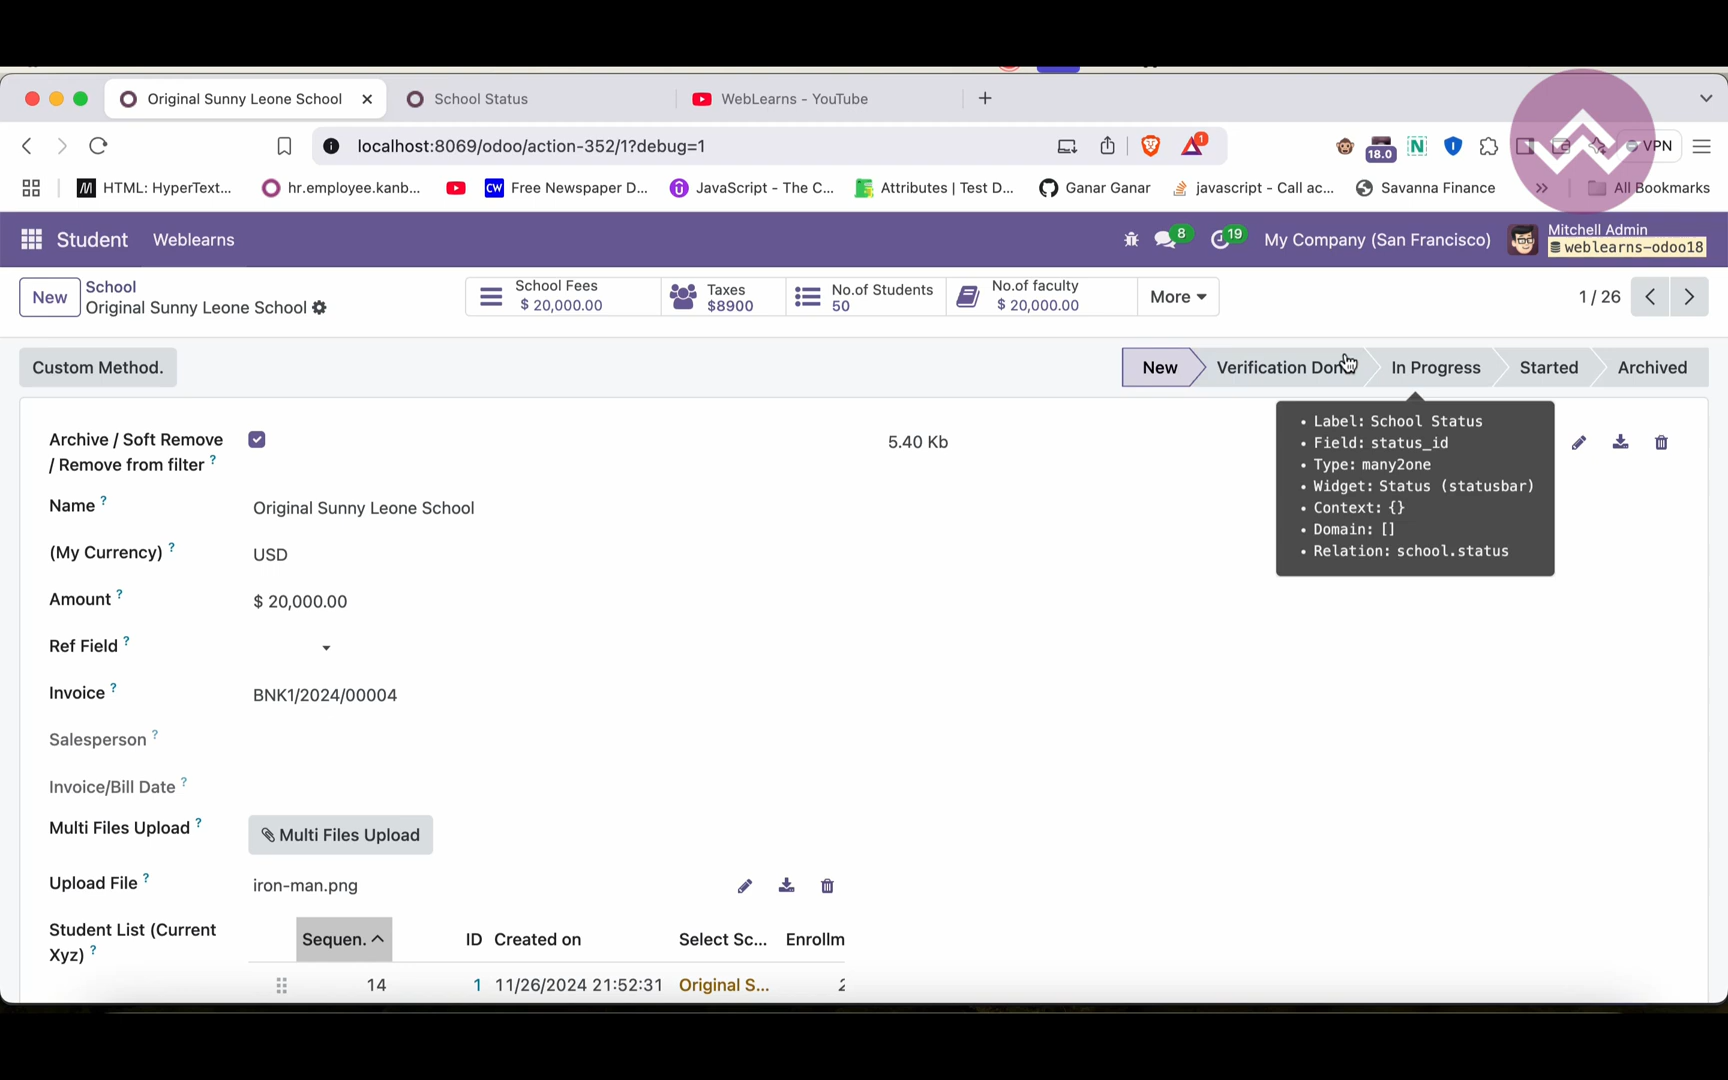 Original Sunny Leone School
School Status
WebLearns - YouTube
localhost:8069/odoo/action-352/1?debug=1
1
18.0
N
VPN
HTML: HyperText...
hr.employee.kanb...
CW Free Newspaper D...
JavaScript - The C...
Attributes | Test D...
Ganar Ganar
javascript - Call ac...
Savanna Finance
All Bookmarks
Student
Weblearns
8
19
My Company (San Francisco)
Mitchell Admin
weblearns-odoo18
New
School
Original Sunny Leone School
School Fees
$ 20,000.00
Taxes
$8900
No.of Students
50
No.of faculty
$ 20,000.00
More
1 / 26
Custom Method.
New
Verification Done
In Progress
Started
Archived
Label: School Status
Field: status_id
Type: many2one
Widget: Status (statusbar)
Context: {}
Domain: []
Relation: school.status
Archive / Soft Remove
/ Remove from filter ?
5.40 Kb
Name ?
Original Sunny Leone School
(My Currency) ?
USD
Amount ?
$ 20,000.00
Ref Field ?
Invoice ?
BNK1/2024/00004
Salesperson ?
Invoice/Bill Date ?
Multi Files Upload ?
Multi Files Upload
Upload File ?
iron-man.png
Student List (Current
Xyz) ?
Sequen.
ID
Created on
Select Sc...
Enrollm
14
1
11/26/2024 21:52:31
Original S...